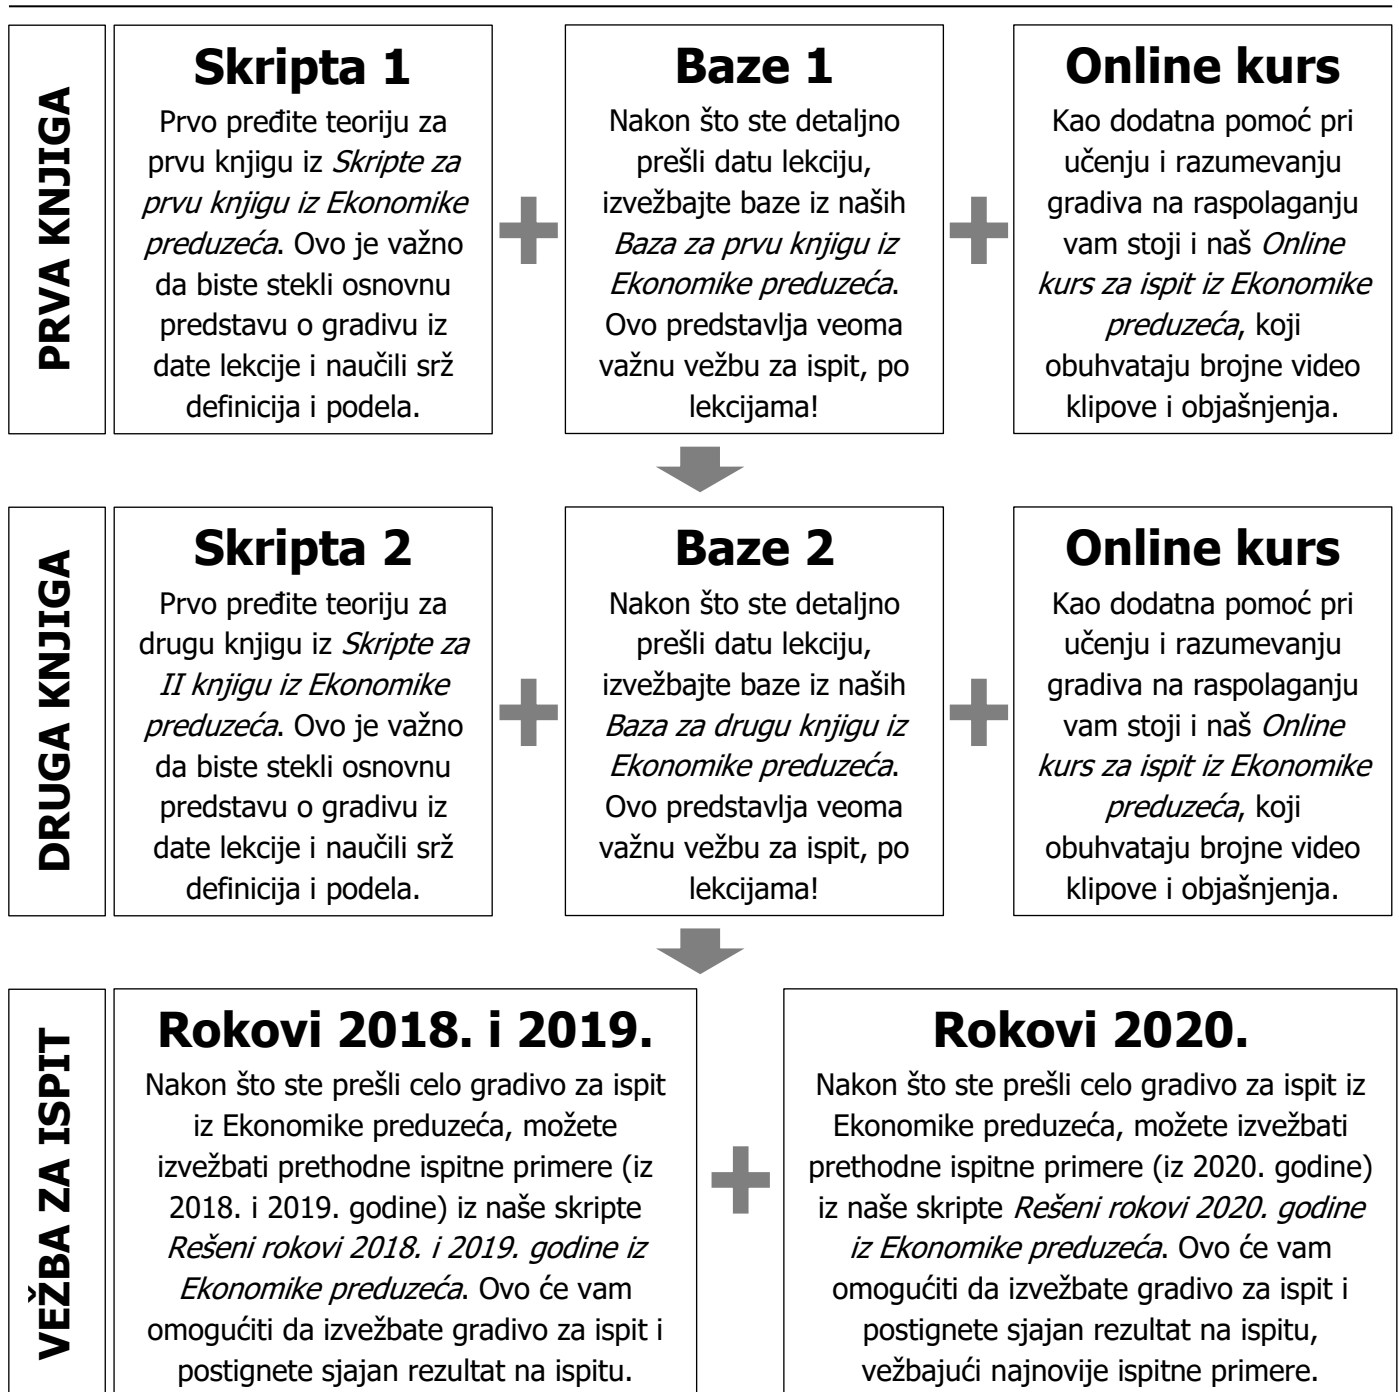 PRVA KNJIGA
Skripta 1
Prvo pređite teoriju za
prvu knjigu iz Skripte za
prvu knjigu iz Ekonomike
preduzeća. Ovo je važno
da biste stekli osnovnu
predstavu o gradivu iz
date lekcije i naučili srž
definicija i podela.
Baze 1
Nakon što ste detaljno
prešli datu lekciju,
izvežbajte baze iz naših
Baza za prvu knjigu iz
Ekonomike preduzeća.
Ovo predstavlja veoma
važnu vežbu za ispit, po
lekcijama!
Online kurs
Kao dodatna pomoć pri
učenju i razumevanju
gradiva na raspolaganju
vam stoji i naš Online
kurs za ispit iz Ekonomike
preduzeća, koji
obuhvataju brojne video
klipove i objašnjenja.
DRUGA KNJIGA
Skripta 2
Prvo pređite teoriju za
drugu knjigu iz Skripte za
II knjigu iz Ekonomike
preduzeća. Ovo je važno
da biste stekli osnovnu
predstavu o gradivu iz
date lekcije i naučili srž
definicija i podela.
Baze 2
Nakon što ste detaljno
prešli datu lekciju,
izvežbajte baze iz naših
Baza za drugu knjigu iz
Ekonomike preduzeća.
Ovo predstavlja veoma
važnu vežbu za ispit, po
lekcijama!
Online kurs
Kao dodatna pomoć pri
učenju i razumevanju
gradiva na raspolaganju
vam stoji i naš Online
kurs za ispit iz Ekonomike
preduzeća, koji
obuhvataju brojne video
klipove i objašnjenja.
VEŽBA ZA ISPIT
Rokovi 2018. i 2019.
Nakon što ste prešli celo gradivo za ispit
iz Ekonomike preduzeća, možete
izvežbati prethodne ispitne primere (iz
2018. i 2019. godine) iz naše skripte
Rešeni rokovi 2018. i 2019. godine iz
Ekonomike preduzeća. Ovo će vam
omogućiti da izvežbate gradivo za ispit i
postignete sjajan rezultat na ispitu.
Rokovi 2020.
Nakon što ste prešli celo gradivo za ispit iz
Ekonomike preduzeća, možete izvežbati
prethodne ispitne primere (iz 2020. godine)
iz naše skripte Rešeni rokovi 2020. godine
iz Ekonomike preduzeća. Ovo će vam
omogućiti da izvežbate gradivo za ispit i
postignete sjajan rezultat na ispitu,
vežbajući najnovije ispitne primere.